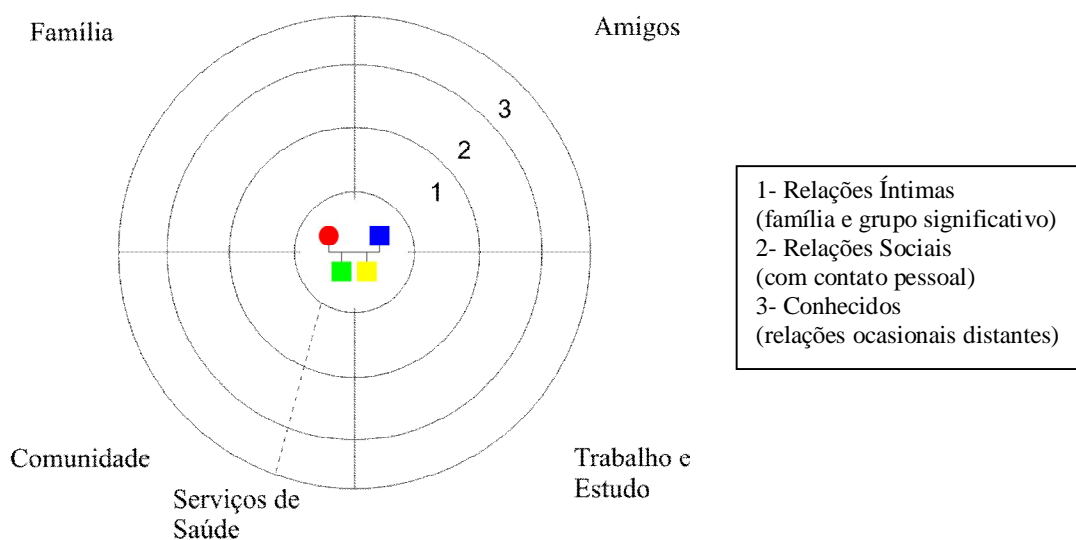 Família
Amigos
3
2
1
1- Relações Íntimas
(família e grupo significativo)
2- Relações Sociais
(com contato pessoal)
3- Conhecidos
(relações ocasionais distantes)
Comunidade
Serviços de
Saúde
Trabalho e
Estudo